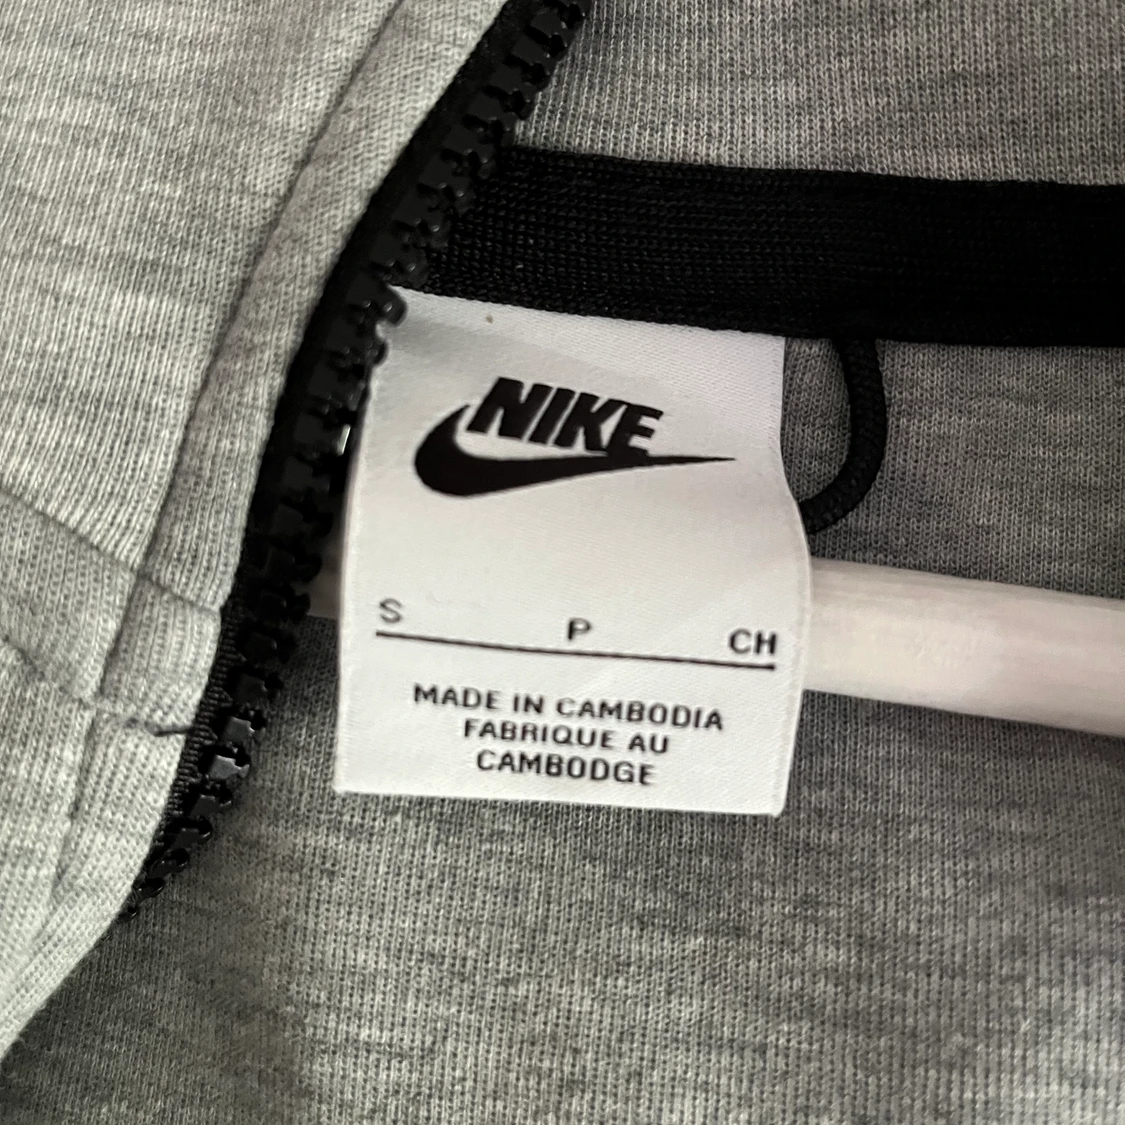 NIKE
S P CH
MADE IN CAMBODIA
FABRIQUE AU
CAMBODGE